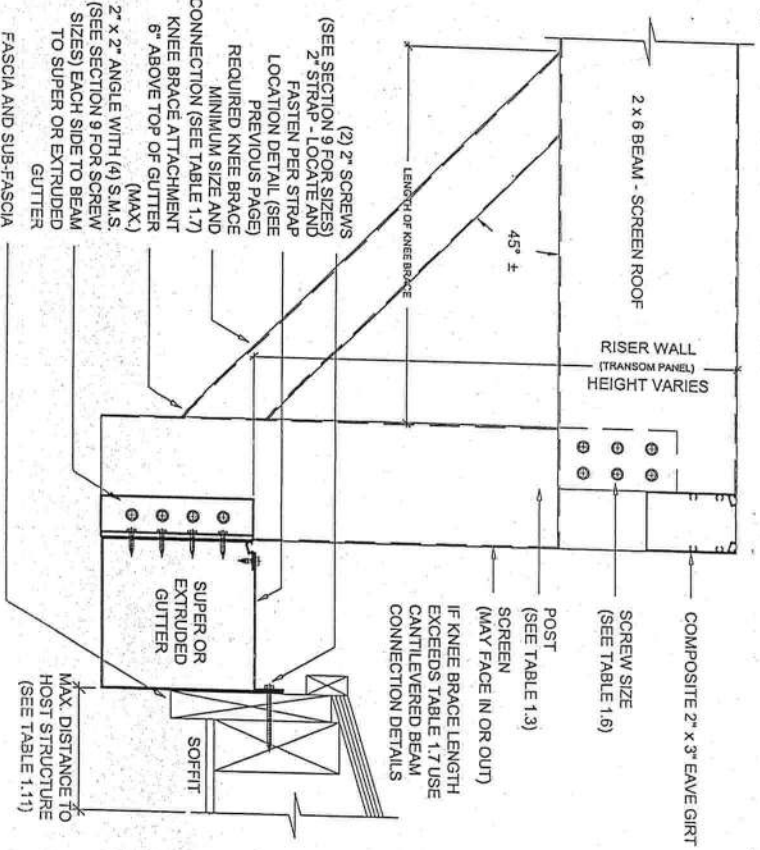 2 x 6 BEAM - SCREEN ROOF
RISER WALL
(TRANSOM PANEL)
HEIGHT VARIES
45° ±
LENGTH OF KNEE BRACE
COMPOSITE 2" x 3" EAVE GIRT
SCREW SIZE
(SEE TABLE 1.6)
POST
(SEE TABLE 1.3)
SCREEN
(MAY FACE IN OR OUT)
IF KNEE BRACE LENGTH
EXCEEDS TABLE 1.7 USE
CANTILEVERED BEAM
CONNECTION DETAILS
(2) 2" SCREWS
(SEE SECTION 9 FOR SIZES)
2" STRAP - LOCATE AND
FASTEN PER STRAP
LOCATION DETAIL (SEE
PREVIOUS PAGE)
REQUIRED KNEE BRACE
MINIMUM SIZE AND
CONNECTION (SEE TABLE 1.7)
KNEE BRACE ATTACHMENT
6" ABOVE TOP OF GUTTER
(MAX.)
2" x 2" ANGLE WITH (4) S.M.S.
(SEE SECTION 9 FOR SCREW
SIZES) EACH SIDE TO BEAM
TO SUPER OR EXTRUDED
GUTTER
FASCIA AND SUB-FASCIA
SUPER OR
EXTRUDED
GUTTER
SOFFIT
MAX. DISTANCE TO
HOST STRUCTURE
(SEE TABLE 1.11)